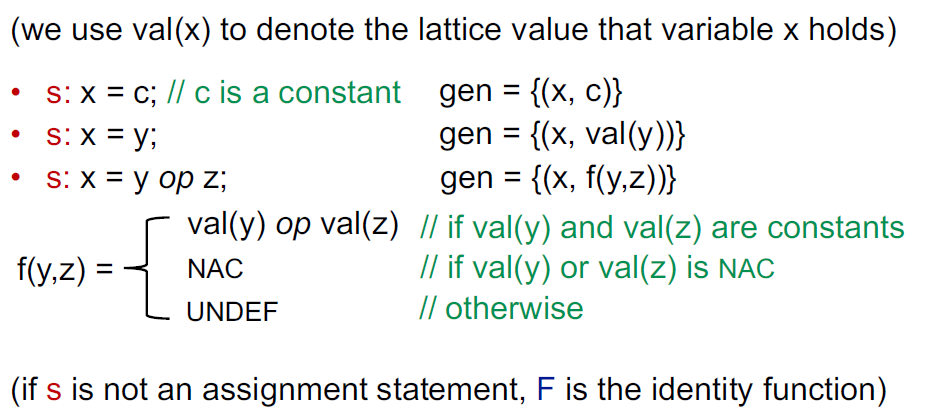 (we use val(x) to denote the lattice value that variable x holds)
• s: x = c; // c is a constant gen = {(x, c)}
• s: x = y; gen = {(x, val(y))}
• s: x = y op z; gen = {(x, f(y,z))}
val(y) op val(z) // if val(y) and val(z) are constants
f(y,z) = NAC // if val(y) or val(z) is NAC
UNDEF // otherwise
(if s is not an assignment statement, F is the identity function)